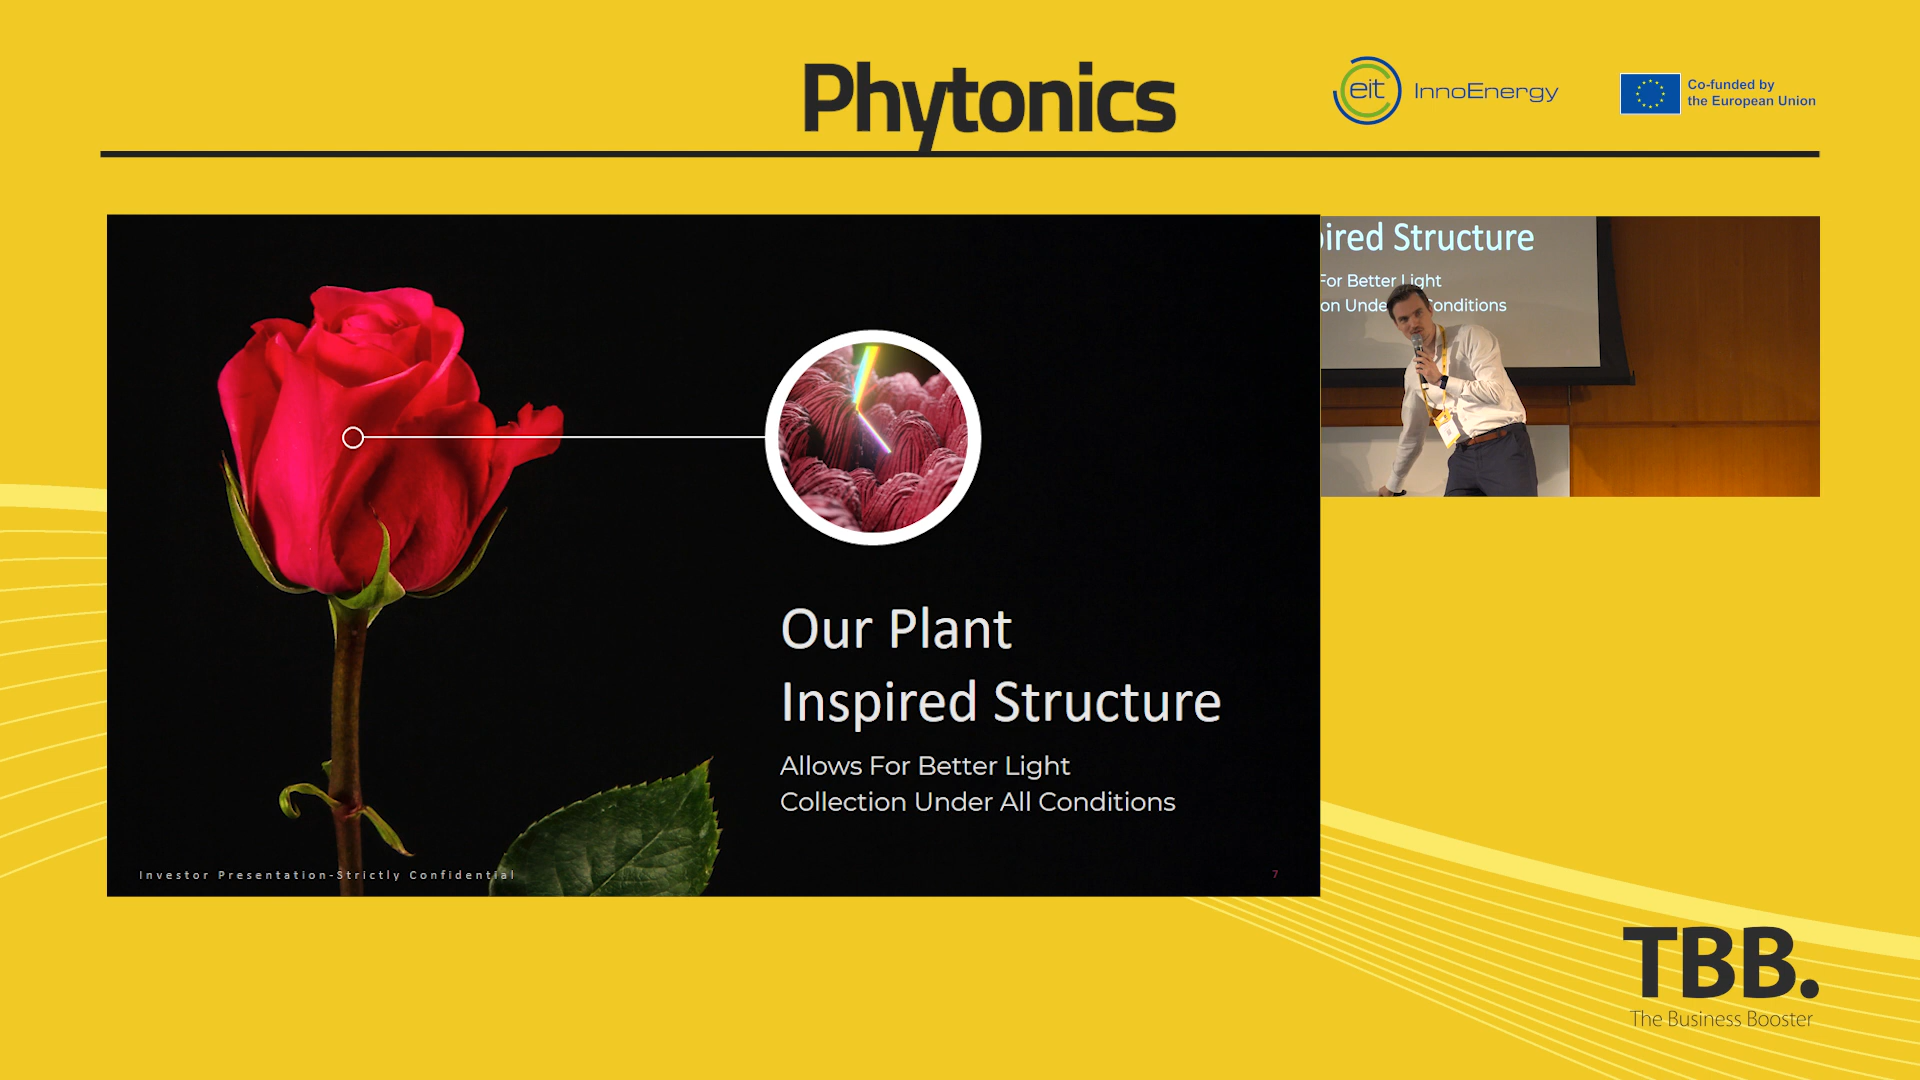 Phytonics
eit InnoEnergy
Co-funded by
the European Union
Our Plant
Inspired Structure
Allows For Better Light
Collection Under All Conditions
Investor Presentation-Strictly Confidential
7
ired Structure
For Better Light
on Unde Conditions
TBB.
The Business Booster